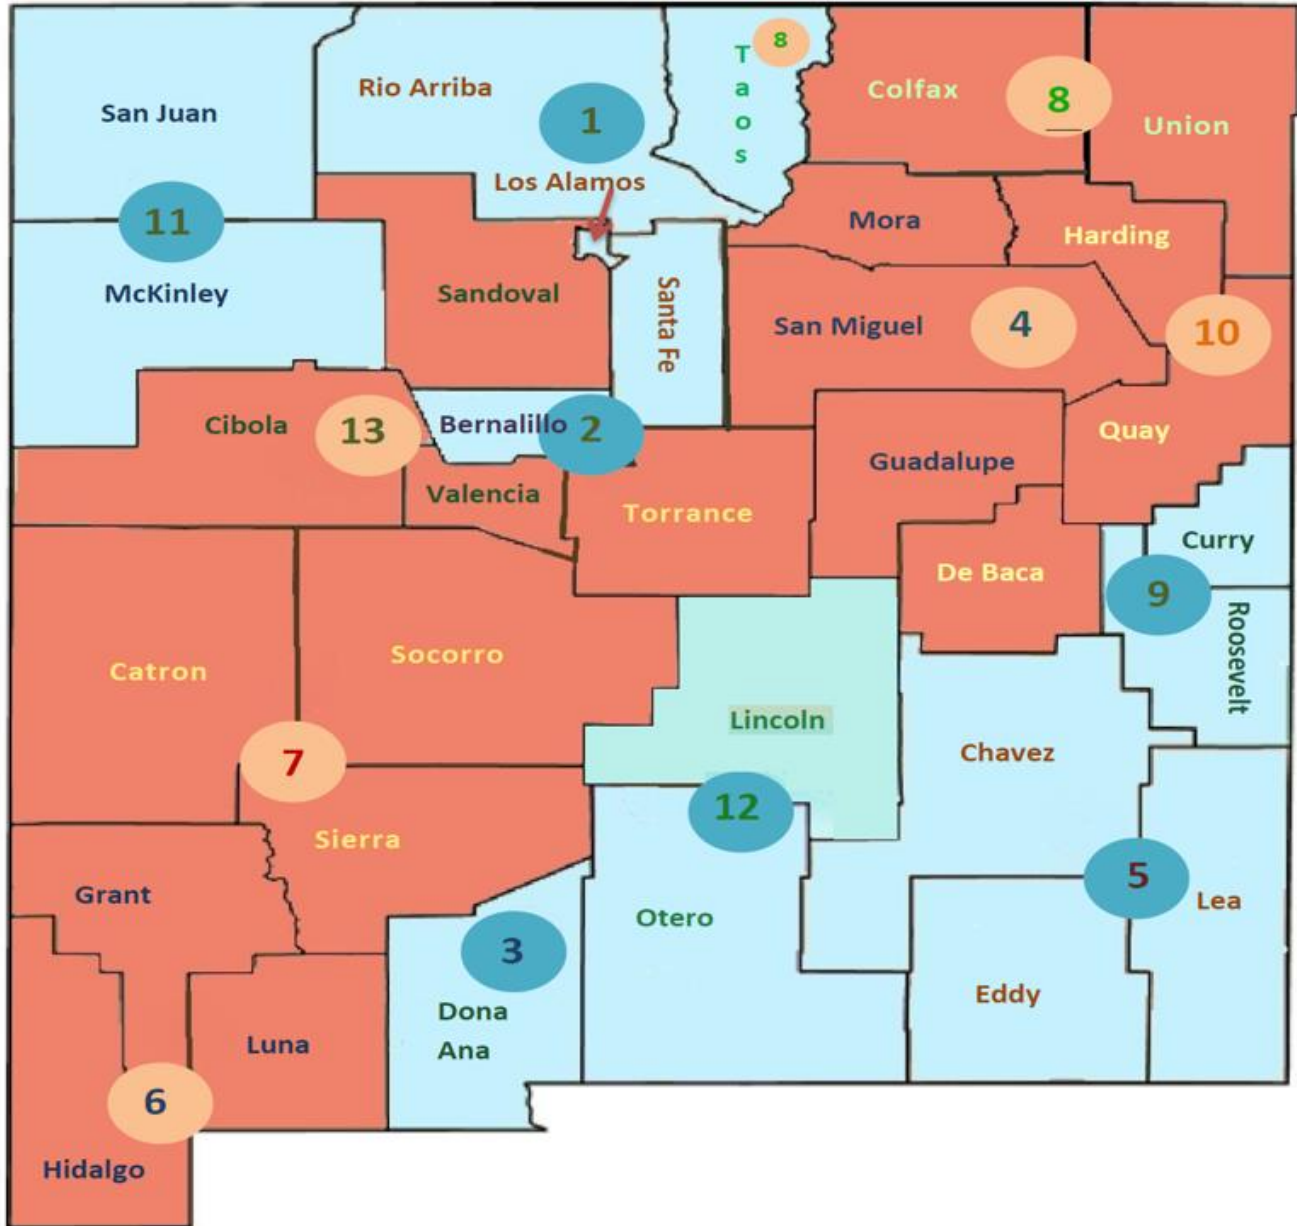 8
T
a
o
s
Colfax
8
Union
Rio Arriba
San Juan
1
Los Alamos
11
Mora
Harding
McKinley
Sandoval
Santa Fe
San Miguel
4
10
Cibola
13
Bernalillo
2
Quay
Guadalupe
Valencia
Torrance
Curry
De Baca
9
Roosevelt
Catron
Socorro
Lincoln
Chavez
7
12
Sierra
5
Grant
Lea
Otero
3
Eddy
Dona
Ana
Luna
6
Hidalgo